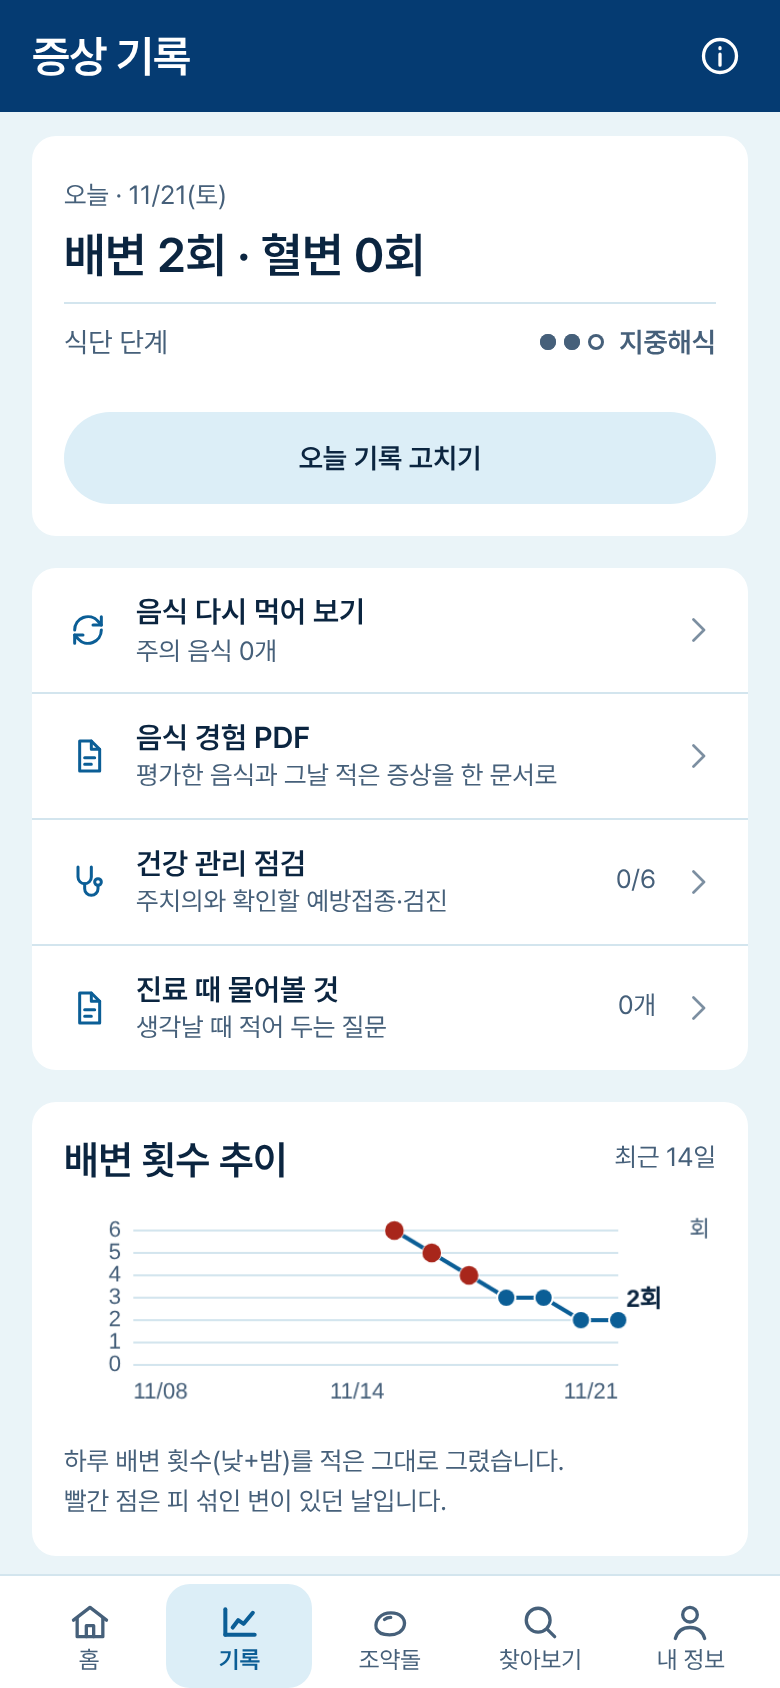 증상 기록
오늘 · 11/21(토)
배변 2회 · 혈변 0회
식단 단계
지중해식
오늘 기록 고치기
음식 다시 먹어 보기
주의 음식 0개
음식 경험 PDF
평가한 음식과 그날 적은 증상을 한 문서로
건강 관리 점검
주치의와 확인할 예방접종·검진
0/6
진료 때 물어볼 것
생각날 때 적어 두는 질문
0개
배변 횟수 추이
최근 14일
회
6
5
4
3
2
1
0
2회
11/08
11/14
11/21
하루 배변 횟수(낮+밤)를 적은 그대로 그렸습니다.
빨간 점은 피 섞인 변이 있던 날입니다.
홈
기록
조약돌
찾아보기
내 정보